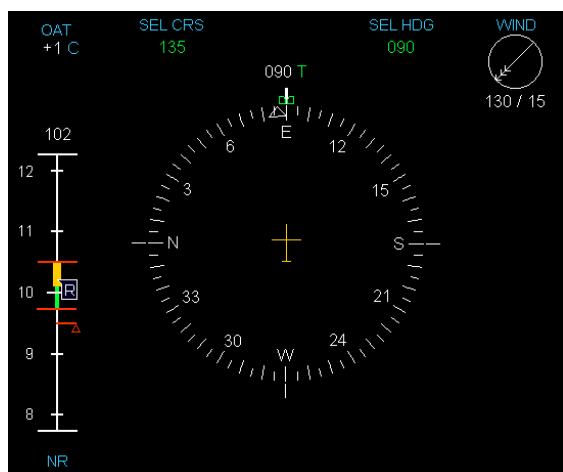 OAT
+1 C
SEL CRS
135
SEL HDG
090
WIND
130 / 15
090 T
102
12
11
10
9
8
R
NR
E
12
15
S
21
24
W
30
33
N
3
6